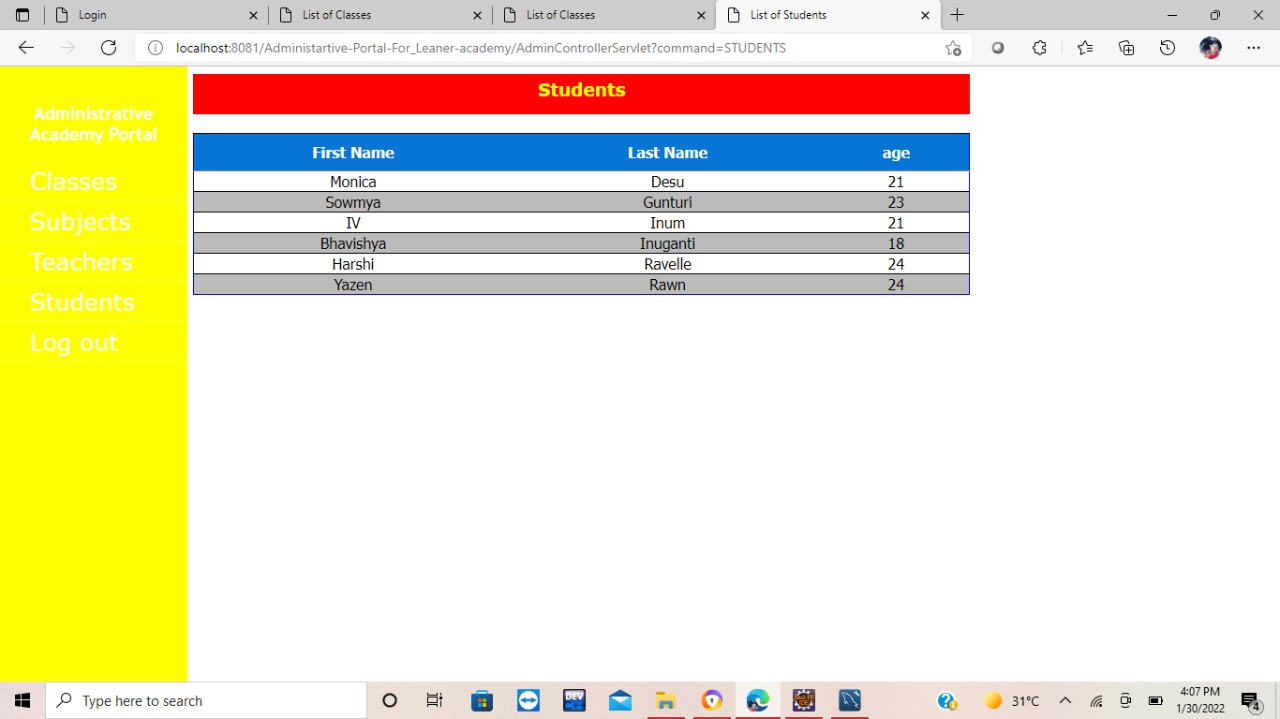 Login
List of Classes
List of Classes
List of Students
localhost:8081/Administartive-Portal-For_Leaner-academy/AdminControllerServlet?command=STUDENTS
Administrative
Academy Portal
Classes
Subjects
Teachers
Students
Log out
Students
First Name Last Name age
Monica Desu 21
Sowmya Gunturi 23
IV Inum 21
Bhavishya Inuganti 18
Harshi Ravelle 24
Yazen Rawn 24
Type here to search
DEV
31°C
4:07 PM
1/30/2022
4